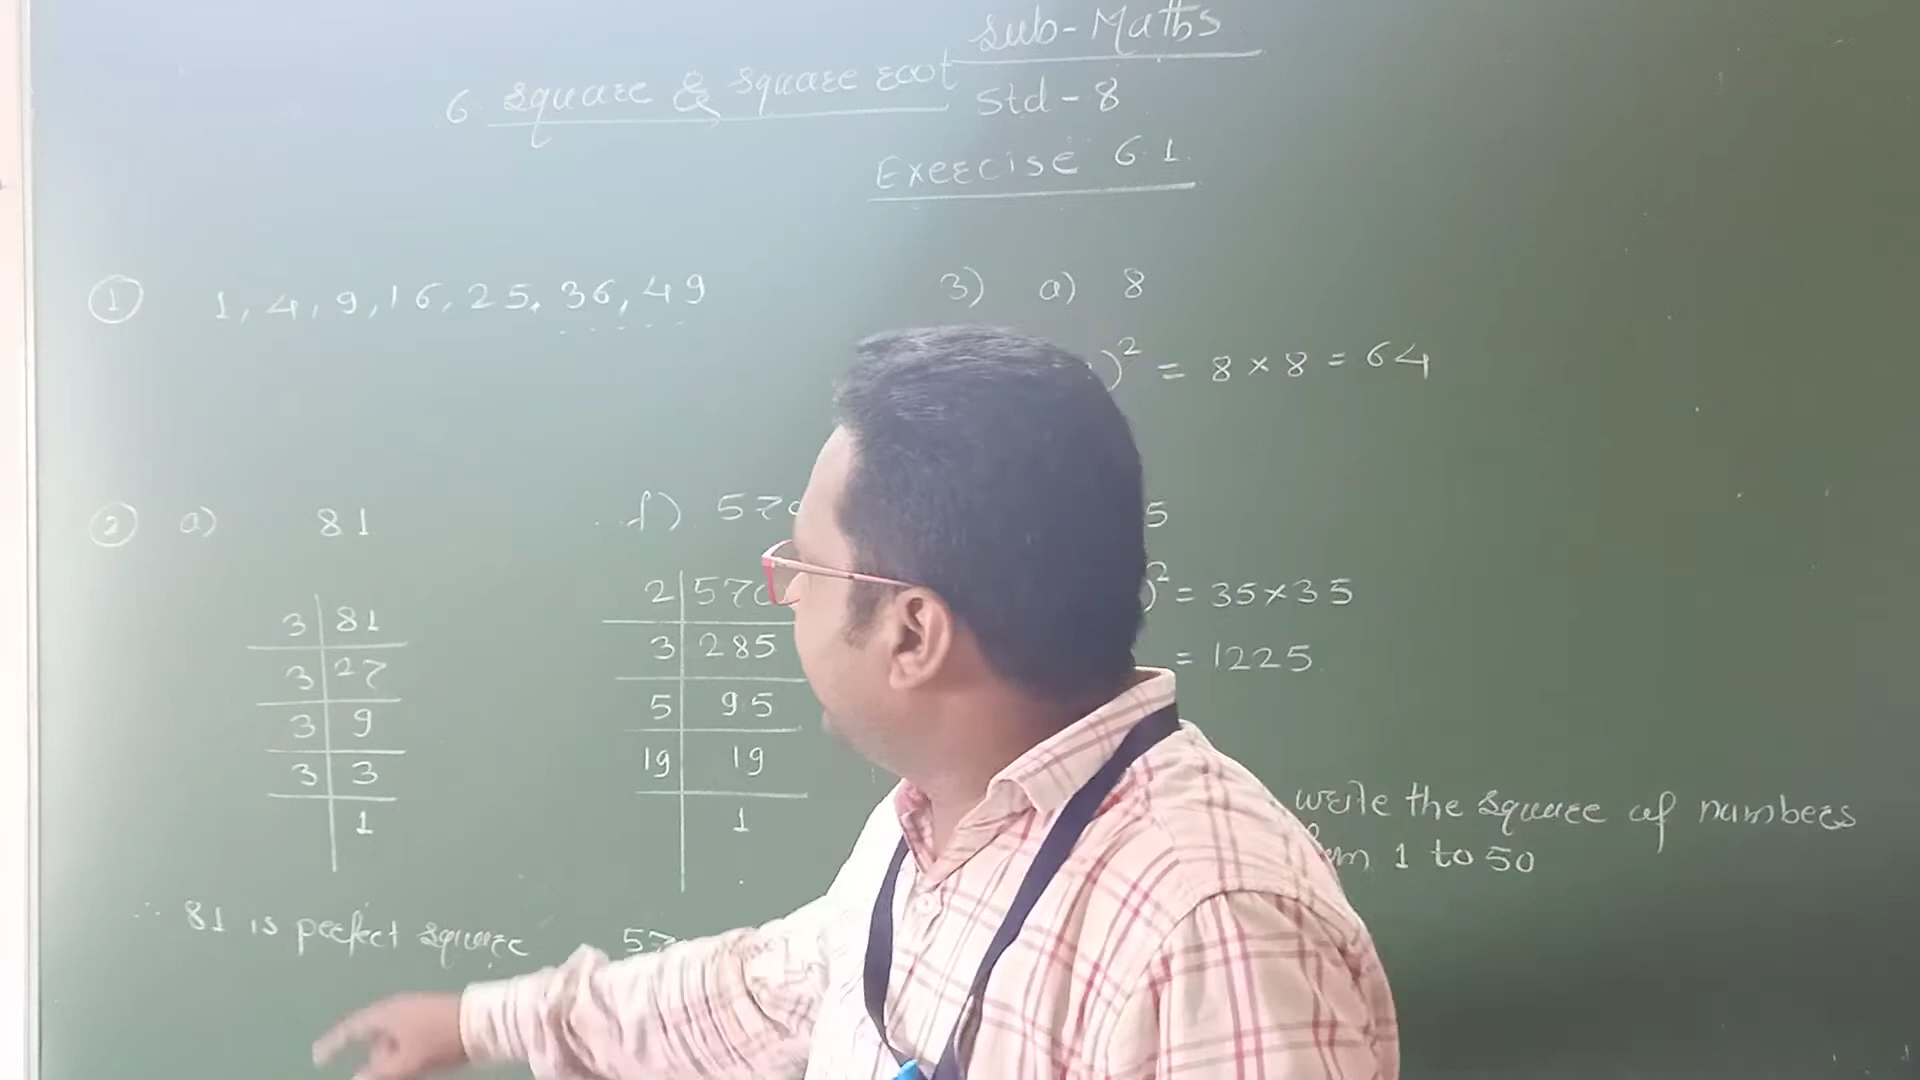 Sub-Maths
6 Square & Square root
Std-8
Exercise 6.1
1 1, 4, 9, 16, 25, 36, 49
3) a) 8
)² = 8 × 8 = 64
2 a) 81
3 81
3 27
3 9
3 3
1
∴ 81 is perfect square
f) 570
2 570
3 285
5 95
19 19
1
57
5
)² = 35×35
= 1225
write the square of numbers
1 to 50